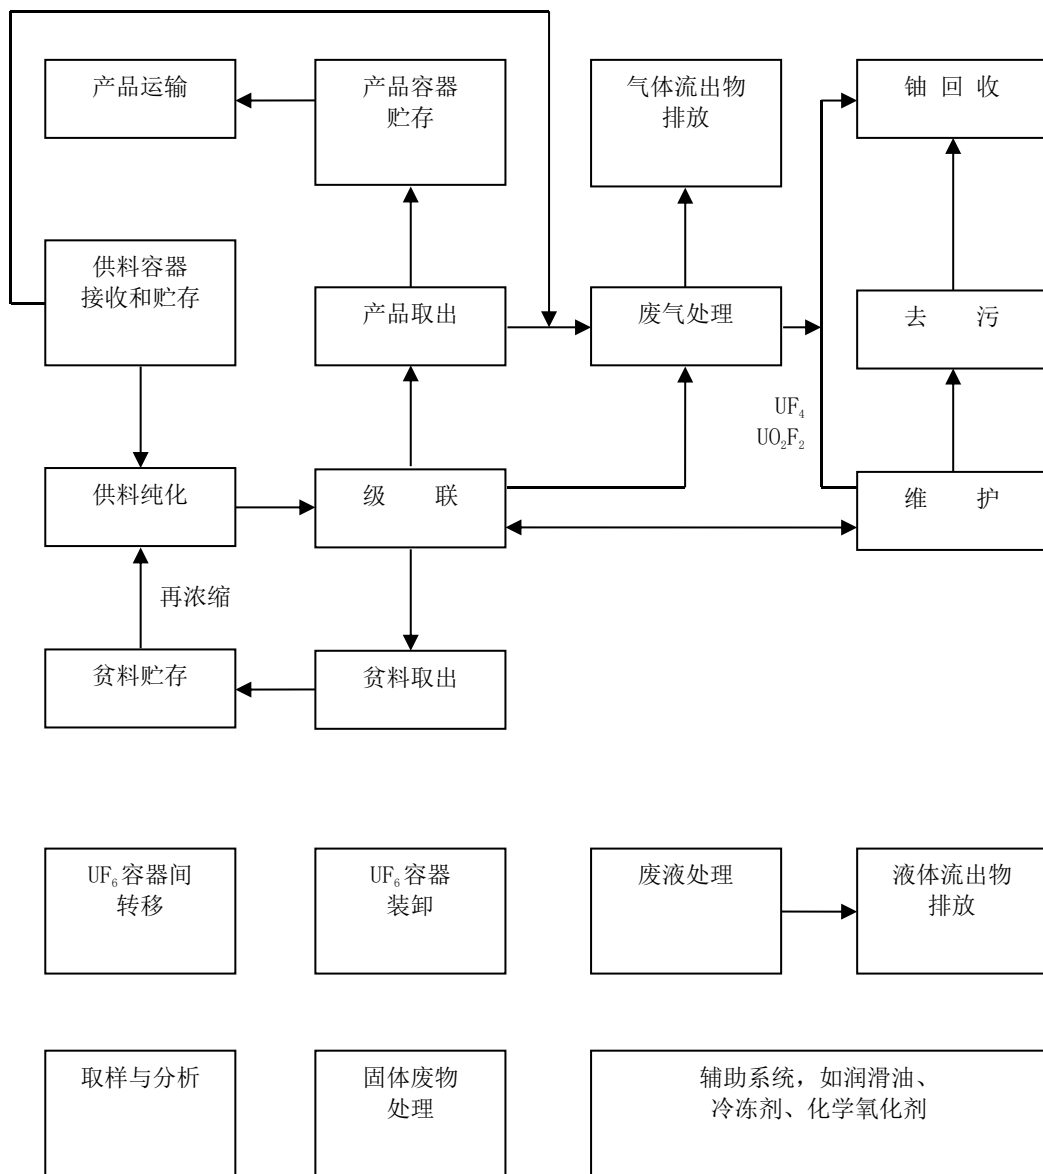 产品运输
产品容器
贮存
气体流出物
排放
铀 回 收
供料容器
接收和贮存
产品取出
废气处理
去 污
UF₄
UO₂F₂
供料纯化
级 联
维 护
再浓缩
贫料贮存
贫料取出
UF₆容器间
转移
UF₆容器
装卸
废液处理
液体流出物
排放
取样与分析
固体废物
处理
辅助系统，如润滑油、
冷冻剂、化学氧化剂